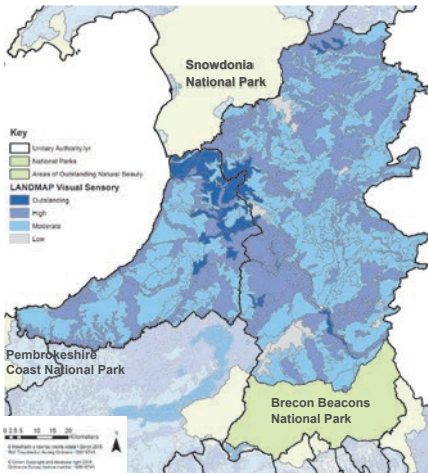 Snowdonia
National Park
Key
Unitary Authority.lyr
National Parks
Areas of Outstanding Natural Beauty
LANDMAP Visual Sensory
Outstanding
High
Moderate
Low
Pembrokeshire
Coast National Park
Brecon Beacons
National Park
0 2.5 5 10 15 20
Kilometers
N